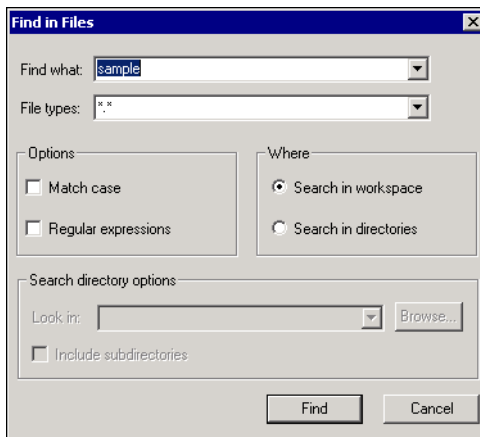 Find in Files
Find what: sample
File types: *.*
Options
Match case
Regular expressions
Where
Search in workspace
Search in directories
Search directory options
Look in: Browse...
Include subdirectories
Find Cancel